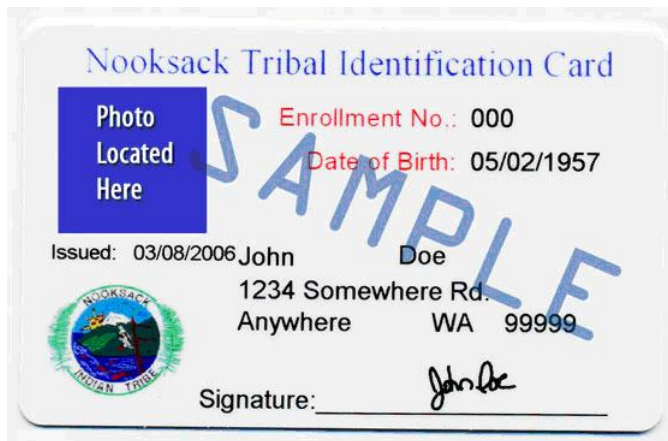 Nooksack Tribal Identification Card
Photo
Located
Here
Enrollment No.: 000
Date of Birth: 05/02/1957
SAMPLE
Issued: 03/08/2006
John Doe
1234 Somewhere Rd.
Anywhere WA 99999
NOOKSACK
INDIAN TRIBE
Signature: John Doe